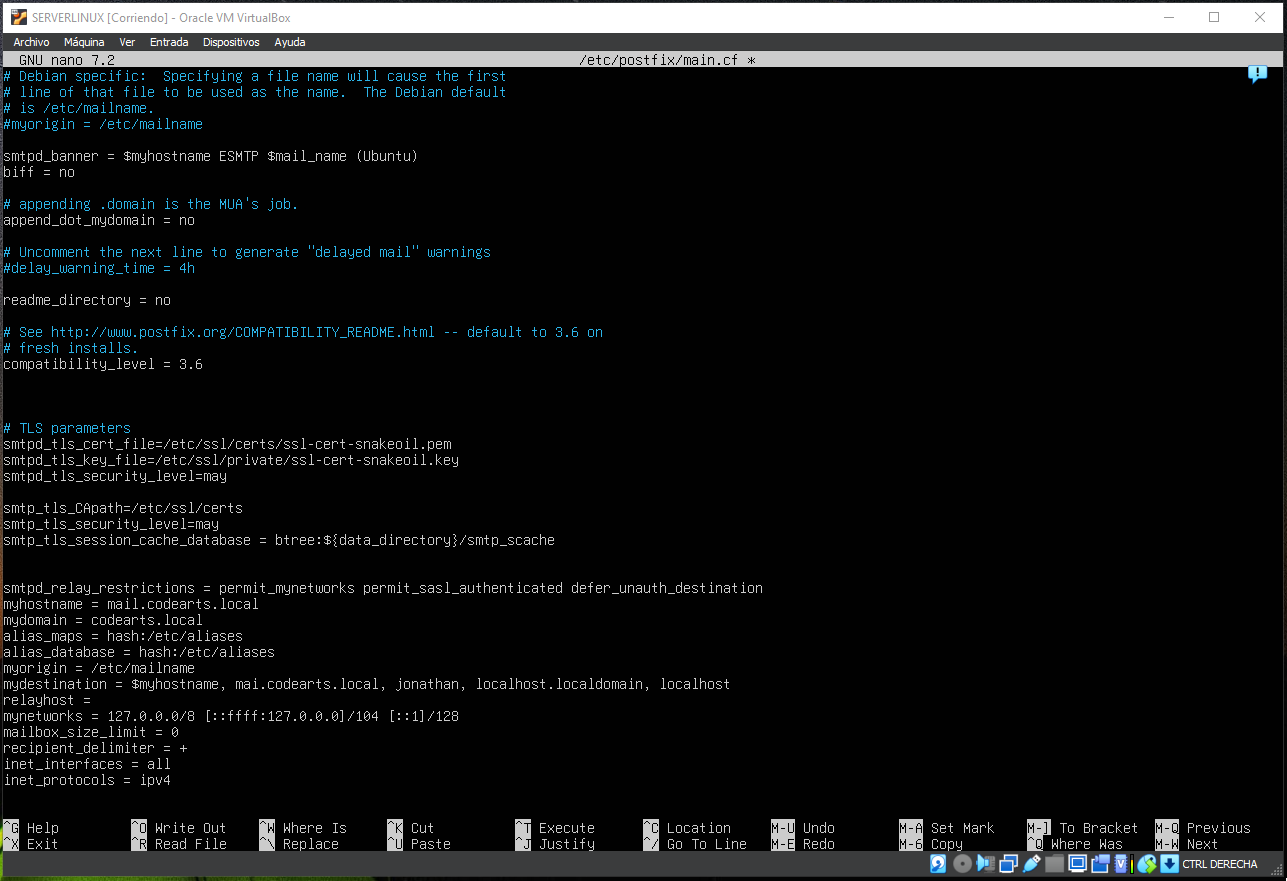 SERVERLINUX [Corriendo] - Oracle VM VirtualBox
Archivo Máquina Ver Entrada Dispositivos Ayuda
GNU nano 7.2 /etc/postfix/main.cf *
# Debian specific:  Specifying a file name will cause the first
# line of that file to be used as the name.  The Debian default
# is /etc/mailname.
#myorigin = /etc/mailname
smtpd_banner = $myhostname ESMTP $mail_name (Ubuntu)
biff = no
# appending .domain is the MUA's job.
append_dot_mydomain = no
# Uncomment the next line to generate "delayed mail" warnings
#delay_warning_time = 4h
readme_directory = no
# See http://www.postfix.org/COMPATIBILITY_README.html -- default to 3.6 on
# fresh installs.
compatibility_level = 3.6
# TLS parameters
smtpd_tls_cert_file=/etc/ssl/certs/ssl-cert-snakeoil.pem
smtpd_tls_key_file=/etc/ssl/private/ssl-cert-snakeoil.key
smtpd_tls_security_level=may
smtp_tls_CApath=/etc/ssl/certs
smtp_tls_security_level=may
smtp_tls_session_cache_database = btree:${data_directory}/smtp_scache
smtpd_relay_restrictions = permit_mynetworks permit_sasl_authenticated defer_unauth_destination
myhostname = mail.codearts.local
mydomain = codearts.local
alias_maps = hash:/etc/aliases
alias_database = hash:/etc/aliases
myorigin = /etc/mailname
mydestination = $myhostname, mai.codearts.local, jonathan, localhost.localdomain, localhost
relayhost =
mynetworks = 127.0.0.0/8 [::ffff:127.0.0.0]/104 [::1]/128
mailbox_size_limit = 0
recipient_delimiter = +
inet_interfaces = all
inet_protocols = ipv4
^G Help ^O Write Out ^W Where Is ^K Cut ^T Execute ^C Location M-U Undo M-A Set Mark M-] To Bracket M-Q Previous
^X Exit ^R Read File ^\ Replace ^U Paste ^J Justify ^/ Go To Line M-E Redo M-6 Copy ^Q Where Was M-W Next
CTRL DERECHA